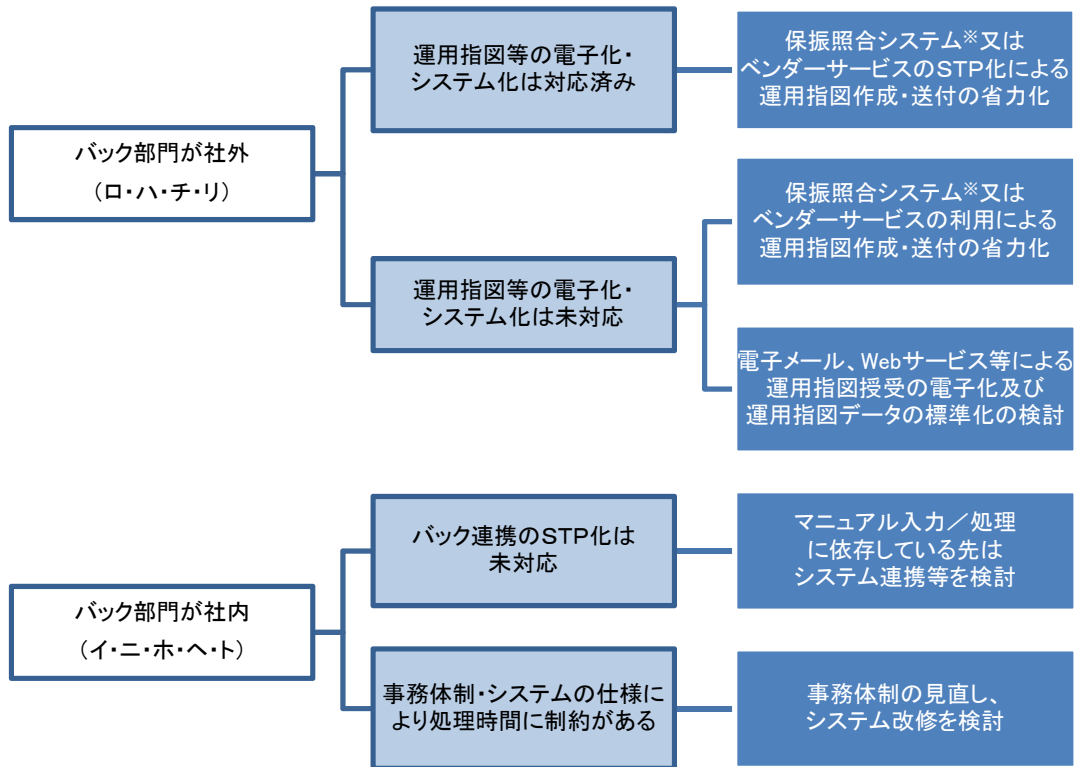 バック部門が社外
（ロ・ハ・チ・リ）
運用指図等の電子化・
システム化は対応済み
保振照合システム※又は
ベンダーサービスのSTP化による
運用指図作成・送付の省力化
運用指図等の電子化・
システム化は未対応
保振照合システム※又は
ベンダーサービスの利用による
運用指図作成・送付の省力化
電子メール、Webサービス等による
運用指図授受の電子化及び
運用指図データの標準化の検討
バック部門が社内
（イ・ニ・ホ・ヘ・ト）
バック連携のSTP化は
未対応
マニュアル入力／処理
に依存している先は
システム連携等を検討
事務体制・システムの仕様に
より処理時間に制約がある
事務体制の見直し、
システム改修を検討